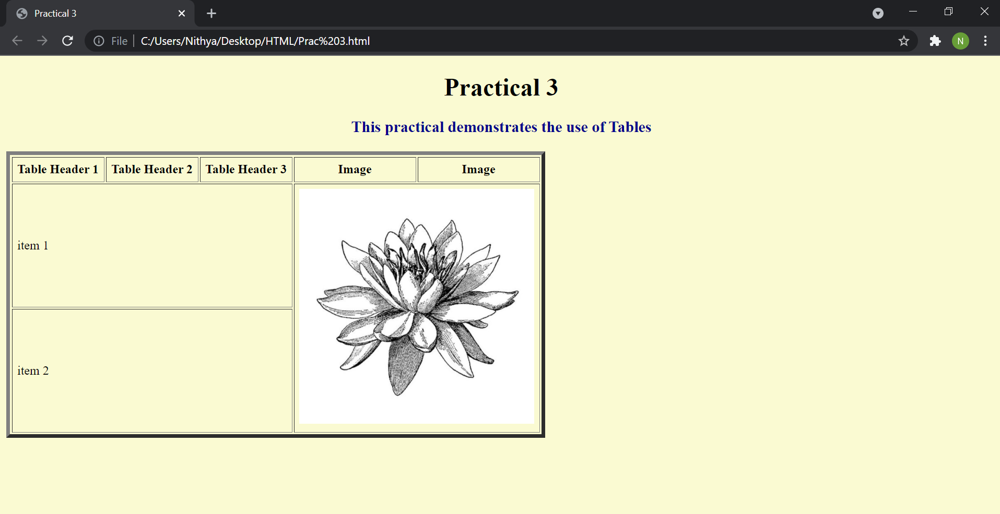 Practical 3
File C:/Users/Nithya/Desktop/HTML/Prac%203.html
N
Practical 3
This practical demonstrates the use of Tables
Table Header 1 Table Header 2 Table Header 3 Image Image
item 1
item 2